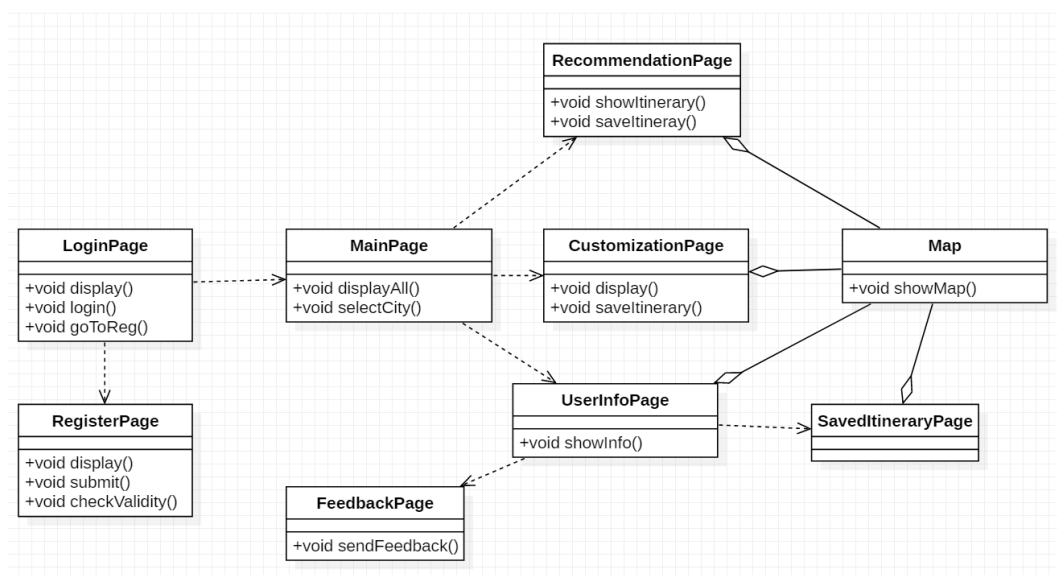 RecommendationPage
+void showItinerary()
+void saveItineray()
LoginPage
+void display()
+void login()
+void goToReg()
MainPage
+void displayAll()
+void selectCity()
CustomizationPage
+void display()
+void saveItinerary()
Map
+void showMap()
RegisterPage
+void display()
+void submit()
+void checkValidity()
UserInfoPage
+void showInfo()
SavedItineraryPage
FeedbackPage
+void sendFeedback()